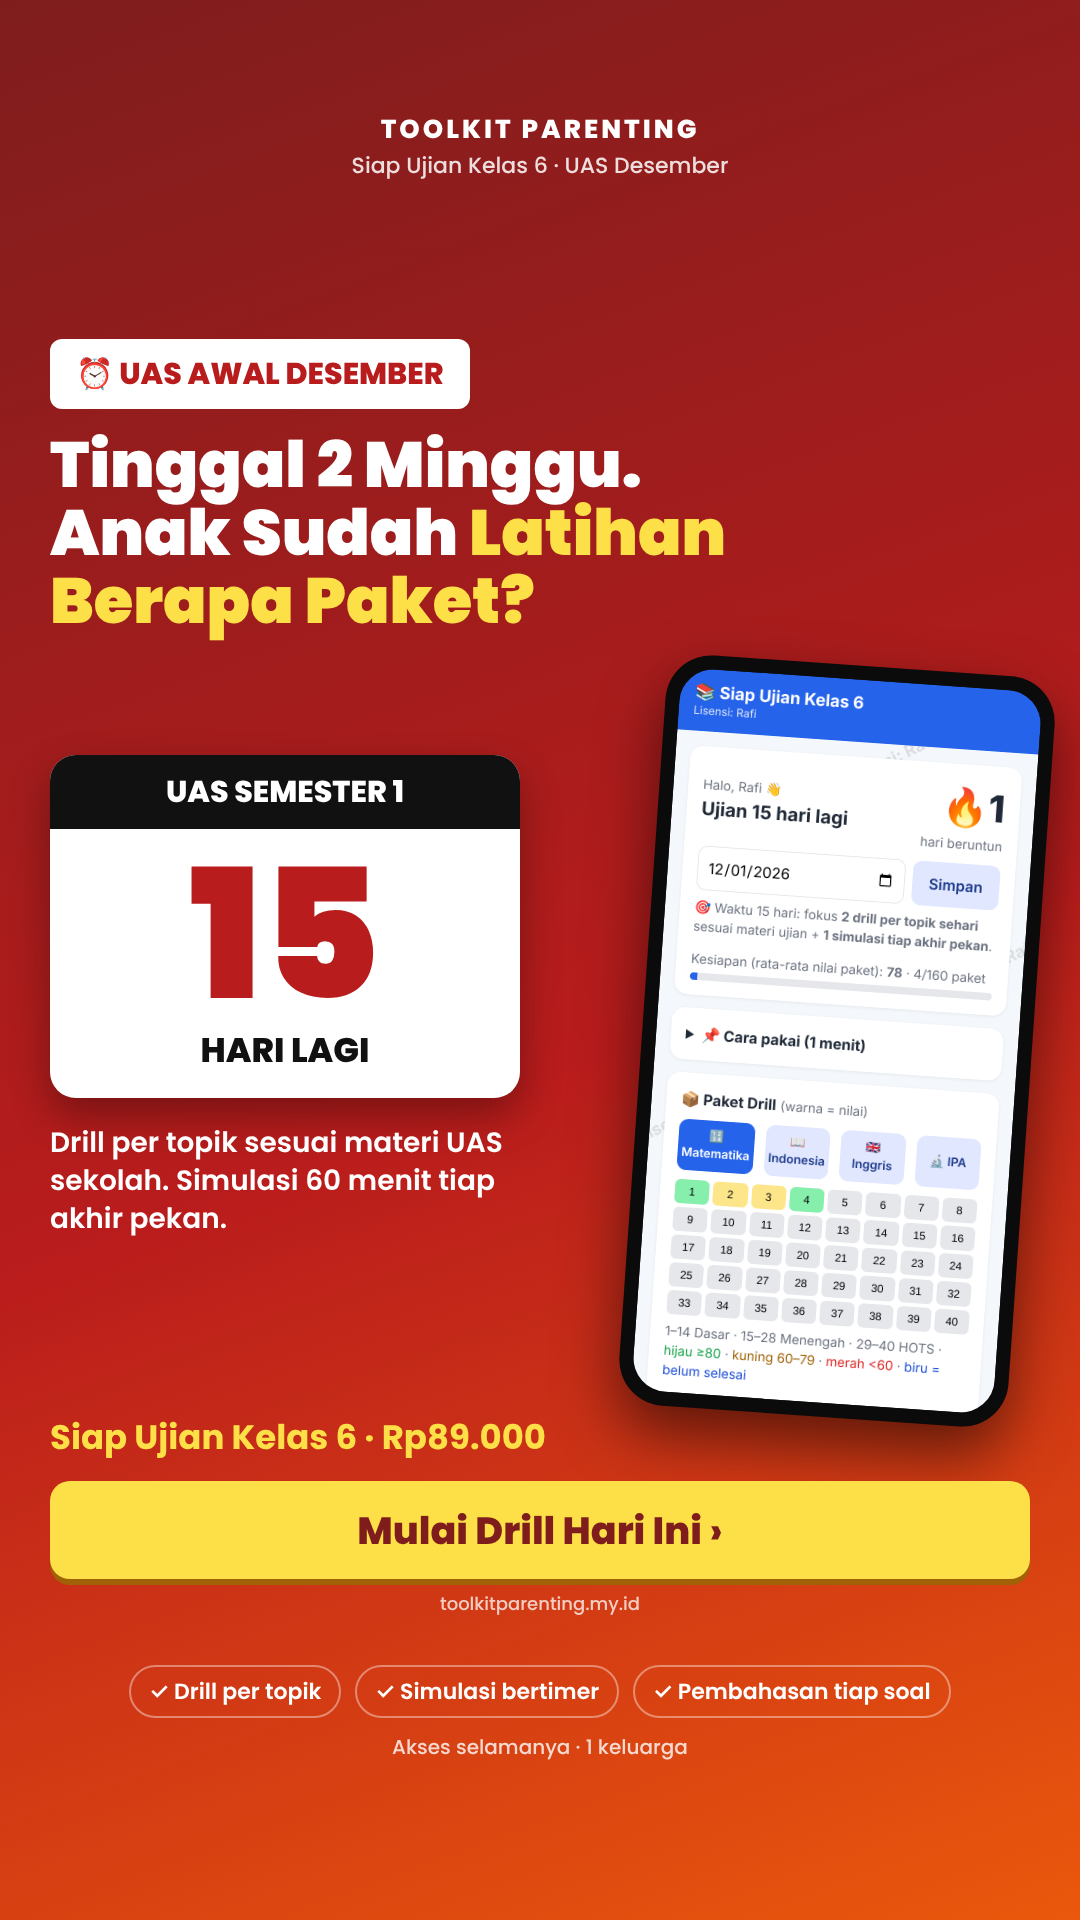 TOOLKIT PARENTING
Siap Ujian Kelas 6 · UAS Desember
⏰ UAS AWAL DESEMBER
Tinggal 2 Minggu.
Anak Sudah Latihan
Berapa Paket?
UAS SEMESTER 1
15
HARI LAGI
Drill per topik sesuai materi UAS
sekolah. Simulasi 60 menit tiap
akhir pekan.
📚 Siap Ujian Kelas 6
Lisensi: Rafi
Halo, Rafi 👋
Ujian 15 hari lagi
🔥1
hari beruntun
12/01/2026
Simpan
🎯 Waktu 15 hari: fokus 2 drill per topik sehari
sesuai materi ujian + 1 simulasi tiap akhir pekan.
Kesiapan (rata-rata nilai paket): 78 · 4/160 paket
▶ 📌 Cara pakai (1 menit)
📦 Paket Drill (warna = nilai)
🔢 Matematika
📖 Indonesia
🇬🇧 Inggris
🔬 IPA
1 2 3 4 5 6 7 8
9 10 11 12 13 14 15 16
17 18 19 20 21 22 23 24
25 26 27 28 29 30 31 32
33 34 35 36 37 38 39 40
1–14 Dasar · 15–28 Menengah · 29–40 HOTS ·
hijau ≥80 · kuning 60–79 · merah <60 · biru =
belum selesai
Siap Ujian Kelas 6 · Rp89.000
Mulai Drill Hari Ini ›
toolkitparenting.my.id
✓ Drill per topik
✓ Simulasi bertimer
✓ Pembahasan tiap soal
Akses selamanya · 1 keluarga